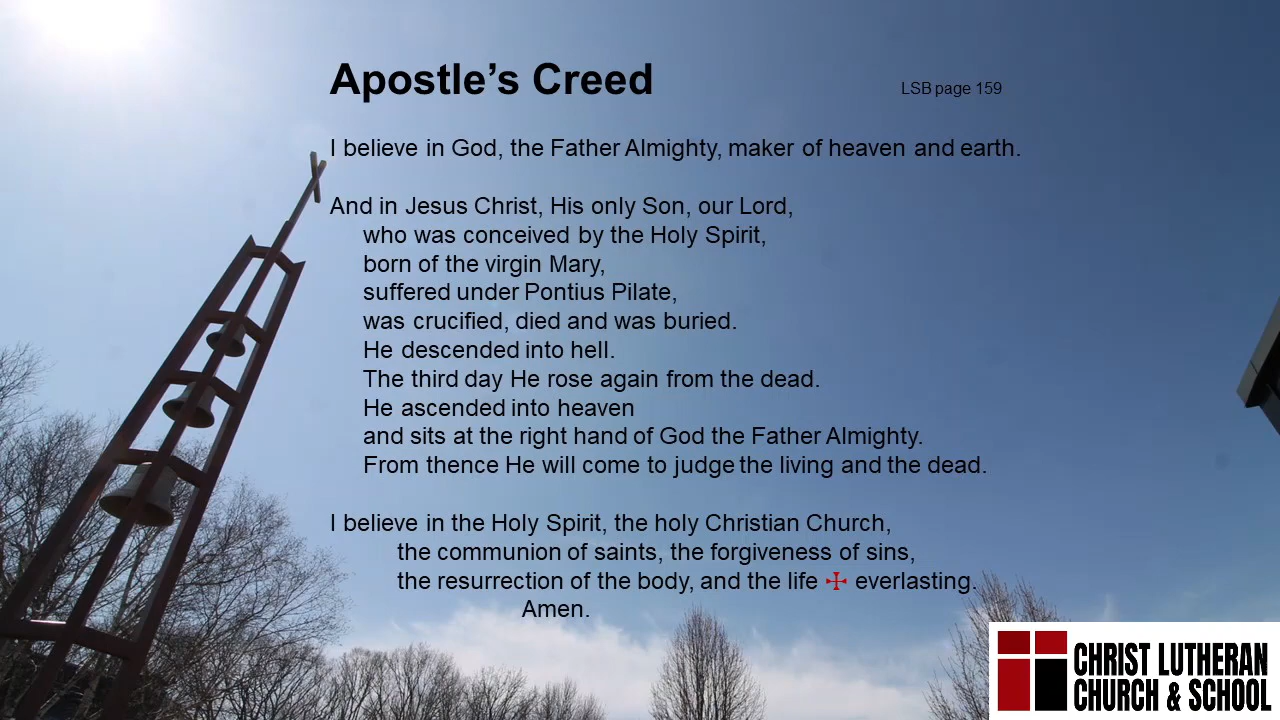 Apostle’s Creed
LSB page 159
I believe in God, the Father Almighty, maker of heaven and earth.
And in Jesus Christ, His only Son, our Lord,
who was conceived by the Holy Spirit,
born of the virgin Mary,
suffered under Pontius Pilate,
was crucified, died and was buried.
He descended into hell.
The third day He rose again from the dead.
He ascended into heaven
and sits at the right hand of God the Father Almighty.
From thence He will come to judge the living and the dead.
I believe in the Holy Spirit, the holy Christian Church,
the communion of saints, the forgiveness of sins,
the resurrection of the body, and the life ☩ everlasting.
Amen.
CHRIST LUTHERAN
CHURCH & SCHOOL